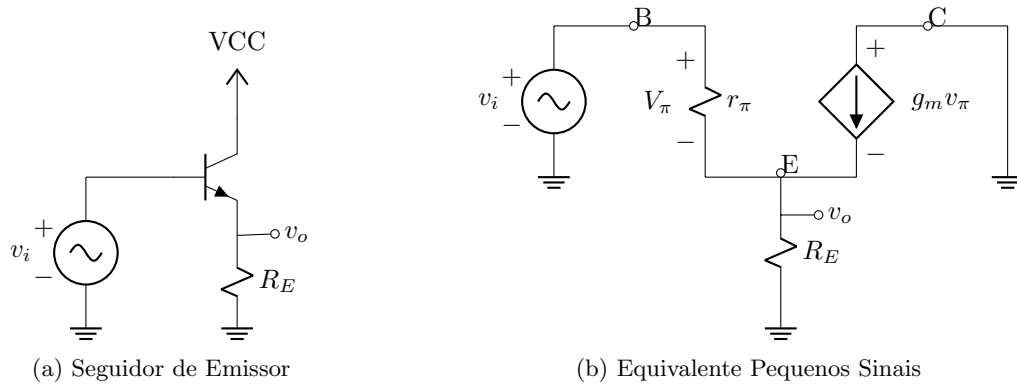 VCC
+
v_i
−
v_o
R_E
(a) Seguidor de Emissor
B
C
+
v_i
−
+
V_π
r_π
−
+
g_m v_π
−
E
v_o
R_E
(b) Equivalente Pequenos Sinais